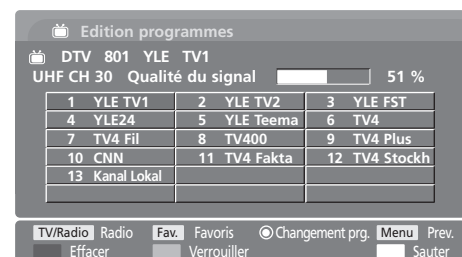 Edition programmes
DTV 801 YLE TV1
UHF CH 30 Qualité du signal 51 %
1 YLE TV1 2 YLE TV2 3 YLE FST
4 YLE24 5 YLE Teema 6 TV4
7 TV4 Fil 8 TV400 9 TV4 Plus
10 CNN 11 TV4 Fakta 12 TV4 Stockh
13 Kanal Lokal
TV/Radio Radio Fav. Favoris Changement prg. Menu Prev.
Effacer Verrouiller Sauter